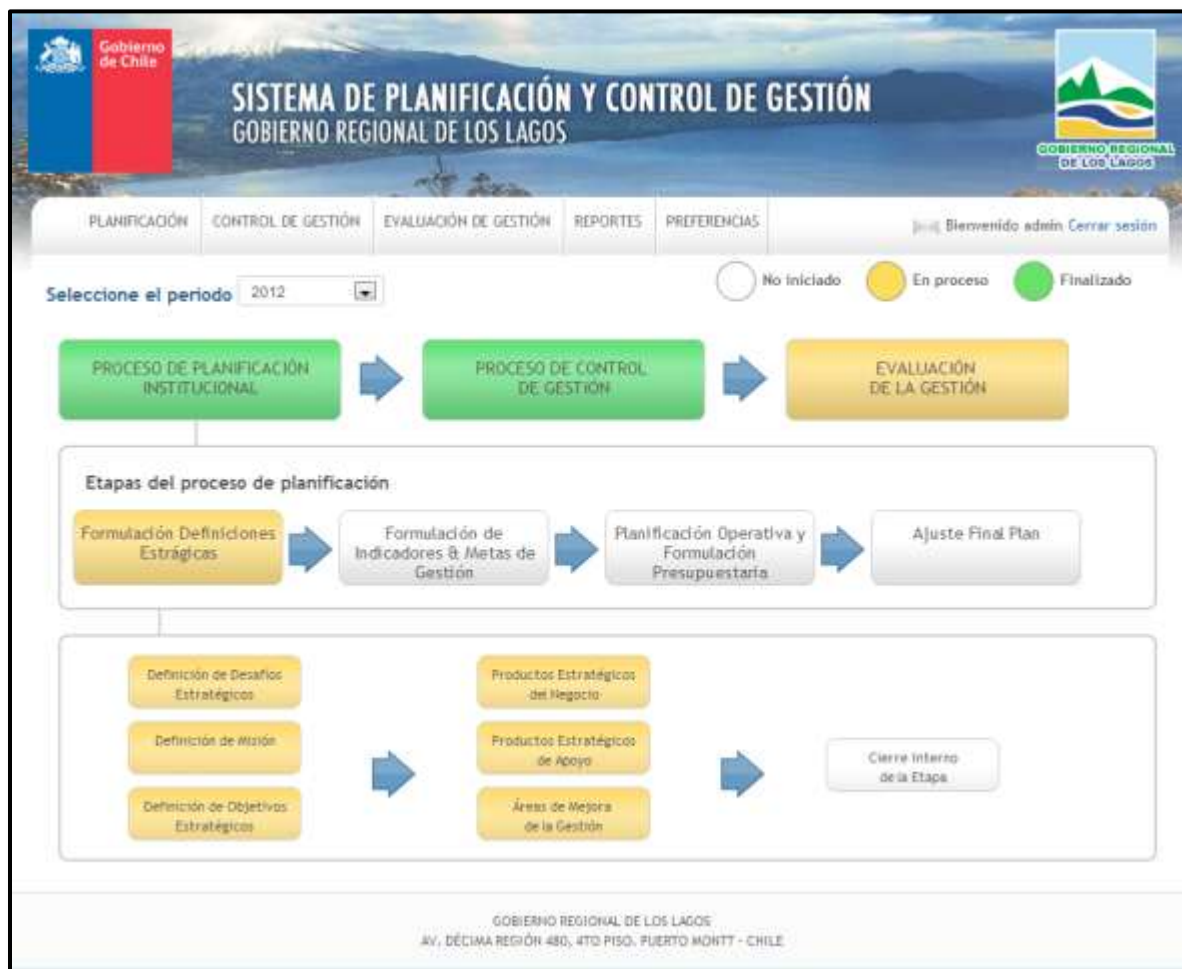 Gobierno
de Chile
SISTEMA DE PLANIFICACIÓN Y CONTROL DE GESTIÓN
GOBIERNO REGIONAL DE LOS LAGOS
GOBIERNO REGIONAL
DE LOS LAGOS
PLANIFICACIÓN CONTROL DE GESTIÓN EVALUACIÓN DE GESTIÓN REPORTES PREFERENCIAS Bienvenido admin Cerrar sesión
Seleccione el periodo 2012 No iniciado En proceso Finalizado
PROCESO DE PLANIFICACIÓN
INSTITUCIONAL
PROCESO DE CONTROL
DE GESTIÓN
EVALUACIÓN
DE LA GESTIÓN
Etapas del proceso de planificación
Formulación Definiciones
Estrágicas
Formulación de
Indicadores & Metas de
Gestión
Planificación Operativa y
Formulación
Presupuestaria
Ajuste Final Plan
Definición de Desafíos
Estratégicos
Definición de Misión
Definición de Objetivos
Estratégicos
Productos Estratégicos
del Negocio
Productos Estratégicos
de Apoyo
Áreas de Mejora
de la Gestión
Cierre Interno
de la Etapa
GOBIERNO REGIONAL DE LOS LAGOS
AV. DÉCIMA REGIÓN 480, 4TO PISO. PUERTO MONTT - CHILE